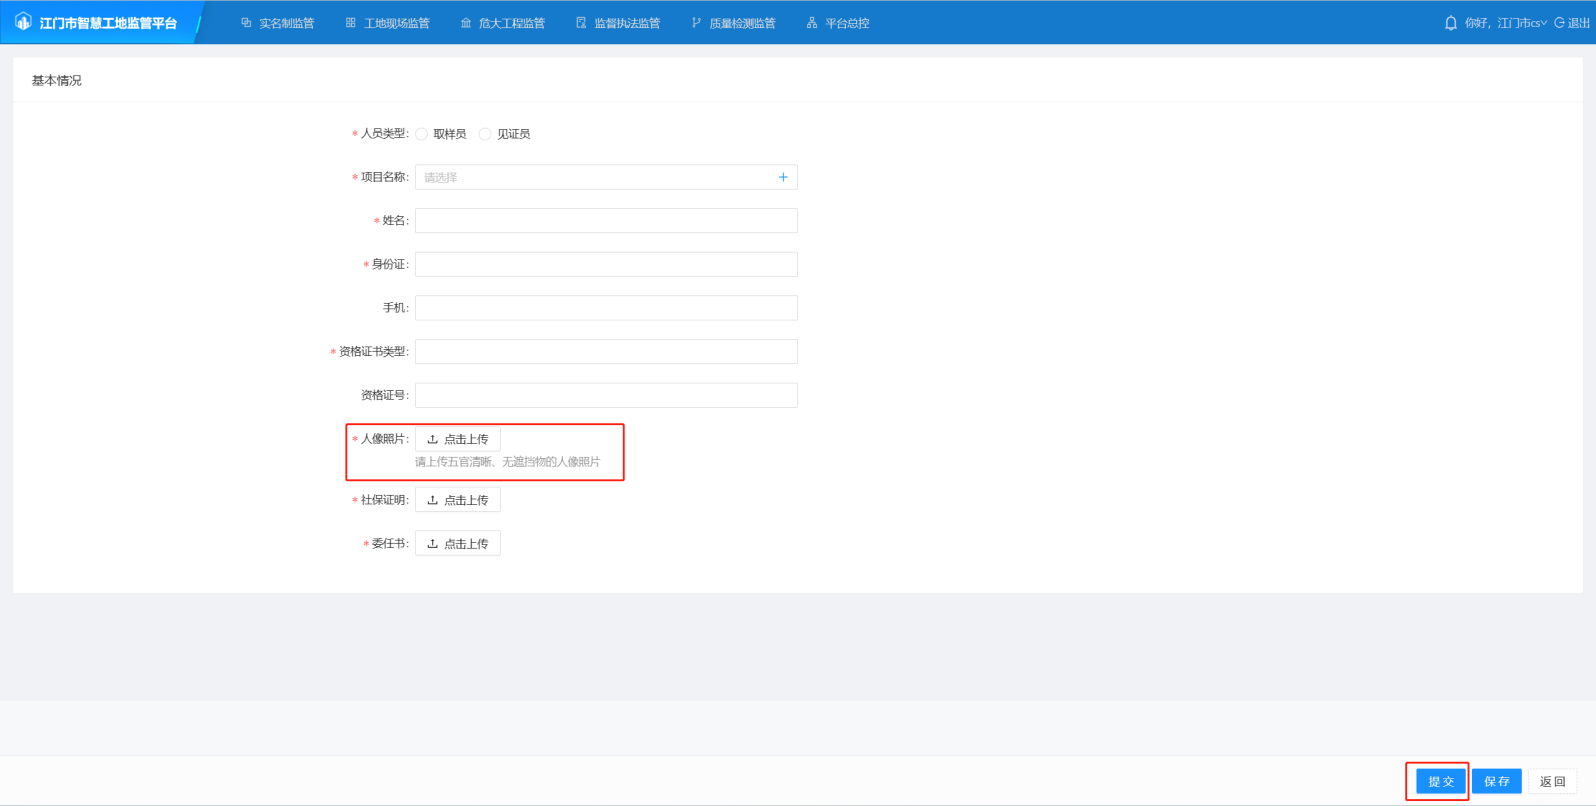 江门市智慧工地监管平台 实名制监管 工地现场监管 危大工程监管 监督执法监管 质量检测监管 平台总控 你好，江门市cs 退出
基本情况
* 人员类型: 取样员 见证员
* 项目名称: 请选择 +
* 姓名:
* 身份证:
手机:
* 资格证书类型:
资格证号:
* 人像照片: 点击上传
请上传五官清晰、无遮挡物的人像照片
* 社保证明: 点击上传
* 委任书: 点击上传
提交 保存 返回